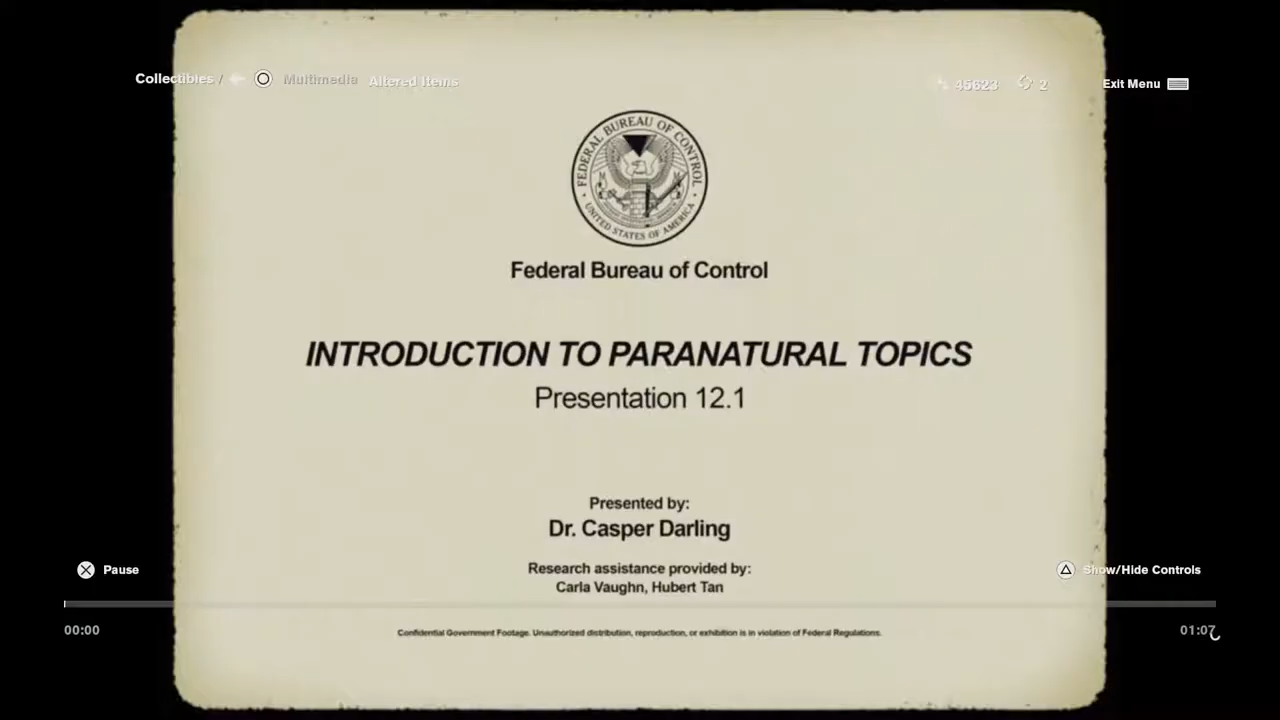 Collectibles / Multimedia Altered Items 45623 2 Exit Menu
FEDERAL BUREAU OF CONTROL
UNITED STATES OF AMERICA
Federal Bureau of Control
INTRODUCTION TO PARANATURAL TOPICS
Presentation 12.1
Presented by:
Dr. Casper Darling
Research assistance provided by:
Carla Vaughn, Hubert Tan
Pause Show/Hide Controls
00:00 01:07
Confidential Government Footage. Unauthorized distribution, reproduction, or exhibition is in violation of Federal Regulations.